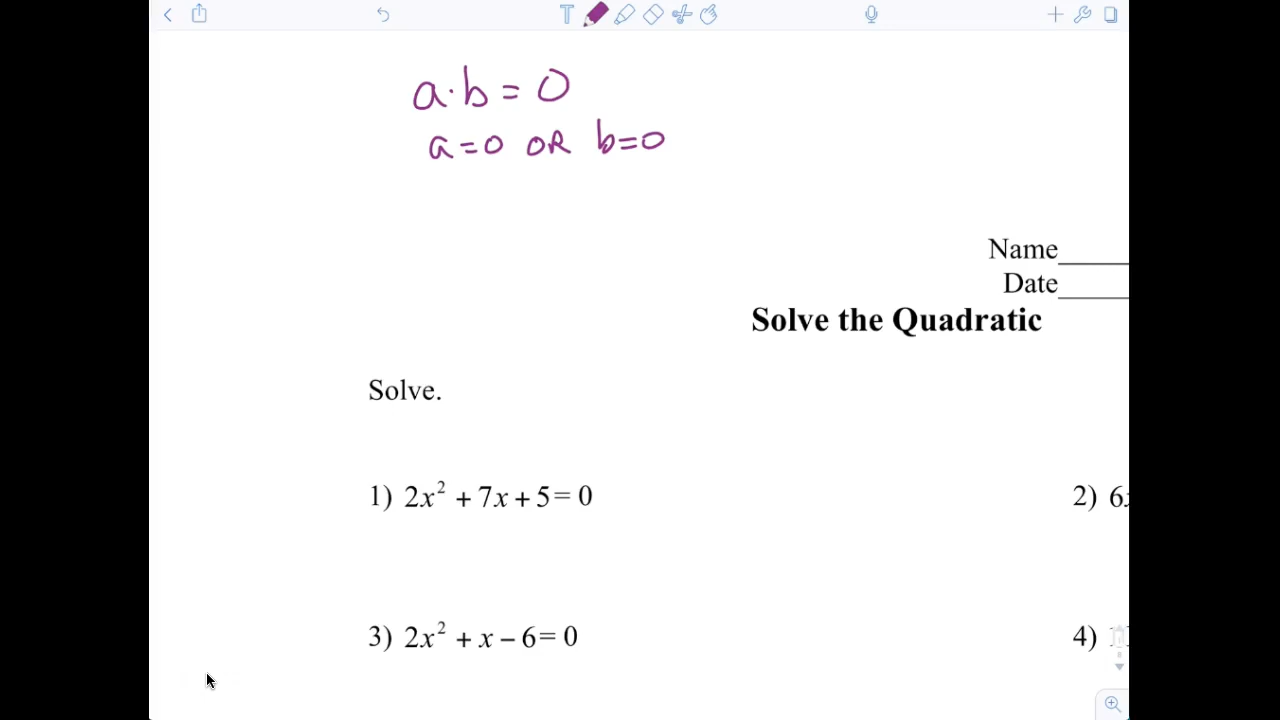 a·b = 0
a=0 OR b=0
Name
Date
Solve the Quadratic
Solve.
1) 2x² + 7x + 5 = 0
2) 6
3) 2x² + x − 6 = 0
4)